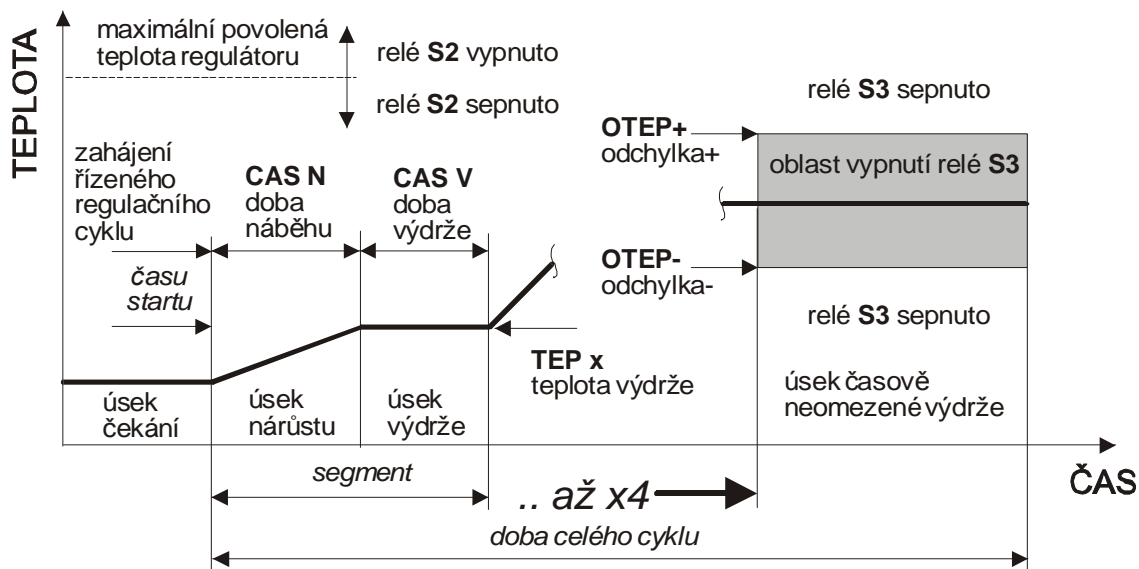 TEPLOTA
maximální povolená
teplota regulátoru
relé S2 vypnuto
relé S2 sepnuto
zahájení
řízeného
regulačního
cyklu
CAS N
doba
náběhu
CAS V
doba
výdrže
času
startu
TEP x
teplota výdrže
úsek
čekání
úsek
nárůstu
úsek
výdrže
segment
.. až x4
doba celého cyklu
relé S3 sepnuto
OTEP+
odchylka+
oblast vypnutí relé S3
OTEP-
odchylka-
relé S3 sepnuto
úsek časově
neomezené výdrže
ČAS